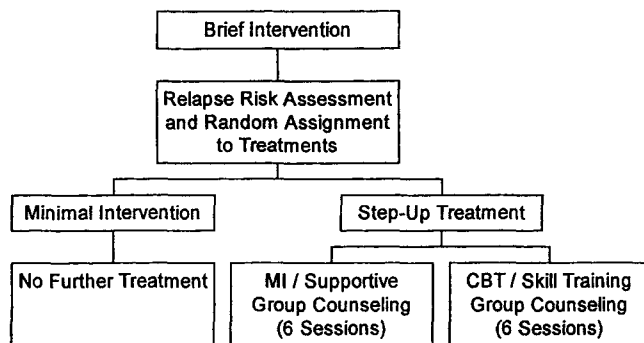 Brief Intervention
Relapse Risk Assessment
and Random Assignment
to Treatments
Minimal Intervention
Step-Up Treatment
No Further Treatment
MI / Supportive
Group Counseling
(6 Sessions)
CBT / Skill Training
Group Counseling
(6 Sessions)